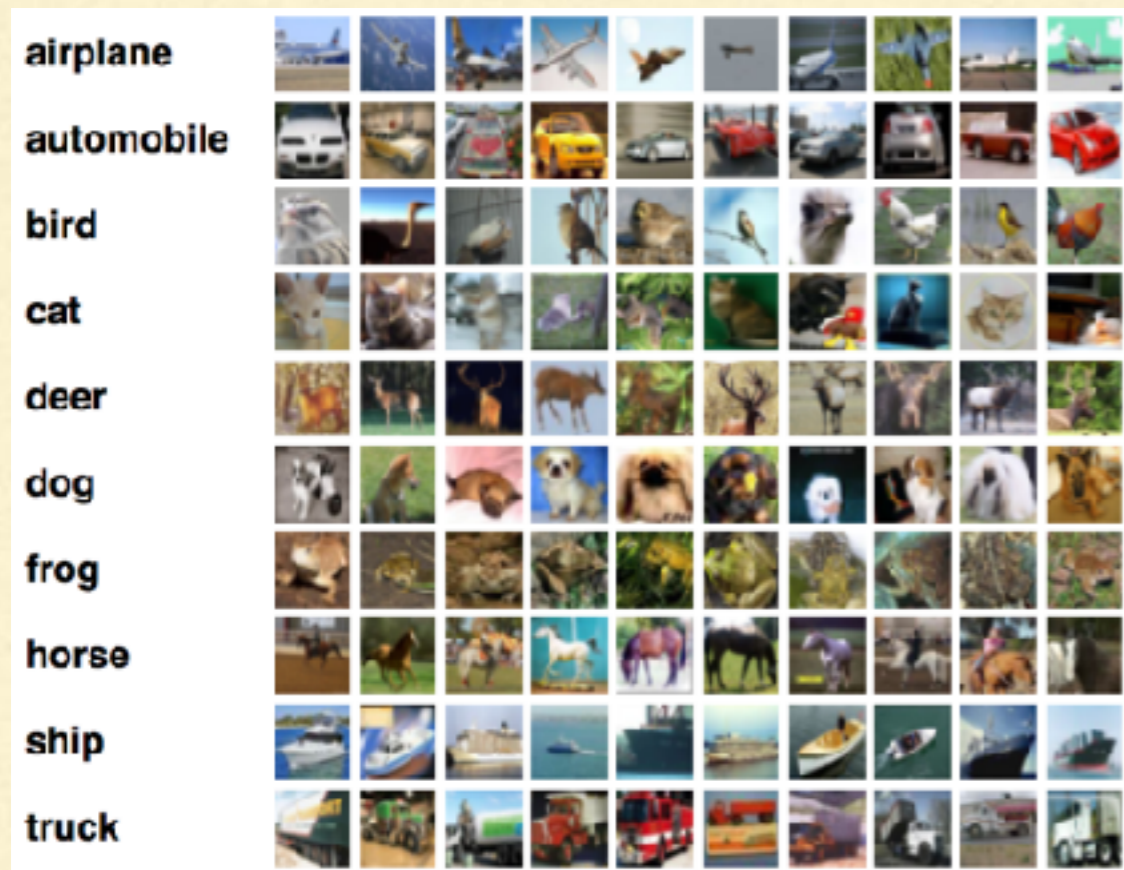 airplane
automobile
bird
cat
deer
dog
frog
horse
ship
truck